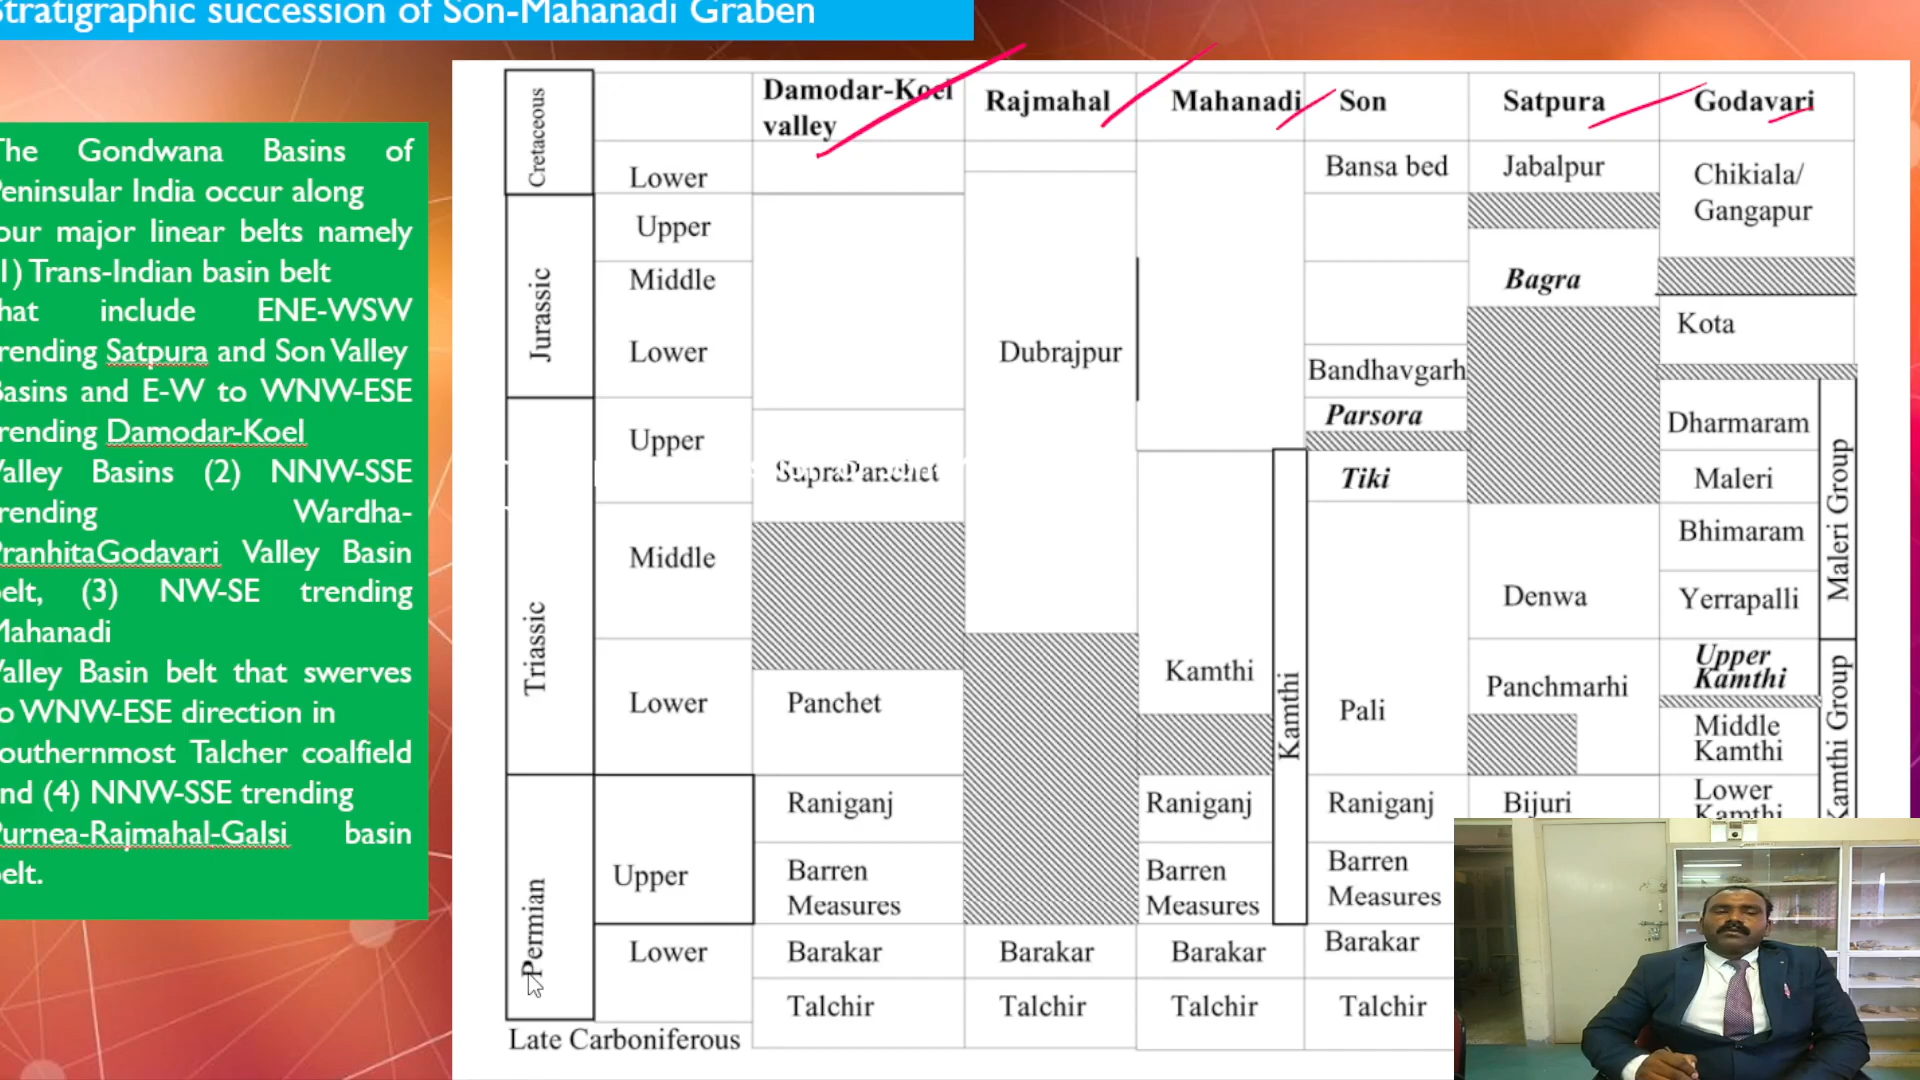 Stratigraphic succession of Son-Mahanadi Graben
The Gondwana Basins of
Peninsular India occur along
four major linear belts namely
(1) Trans-Indian basin belt
that include ENE-WSW
trending Satpura and Son Valley
Basins and E-W to WNW-ESE
trending Damodar-Koel
Valley Basins (2) NNW-SSE
trending Wardha-
PranhitaGodavari Valley Basin
belt, (3) NW-SE trending
Mahanadi
Valley Basin belt that swerves
to WNW-ESE direction in
southernmost Talcher coalfield
and (4) NNW-SSE trending
Purnea-Rajmahal-Galsi basin
belt.
Damodar-Koel
valley
Rajmahal
Mahanadi
Son
Satpura
Godavari
Cretaceous
Lower
Bansa bed
Jabalpur
Chikiala/
Gangapur
Jurassic
Upper
Middle
Lower
Dubrajpur
Bandhavgarh
Bagra
Kota
Triassic
Upper
Middle
Lower
SupraPanchet
Panchet
Kamthi
Kamthi
Parsora
Tiki
Pali
Denwa
Panchmarhi
Dharmaram
Maleri
Bhimaram
Yerrapalli
Maleri Group
Upper
Kamthi
Middle
Kamthi
Lower
Kamthi
Kamthi Group
Permian
Upper
Lower
Raniganj
Raniganj
Raniganj
Bijuri
Barren
Measures
Barren
Measures
Barren
Measures
Barakar
Barakar
Barakar
Barakar
Talchir
Talchir
Talchir
Talchir
Late Carboniferous